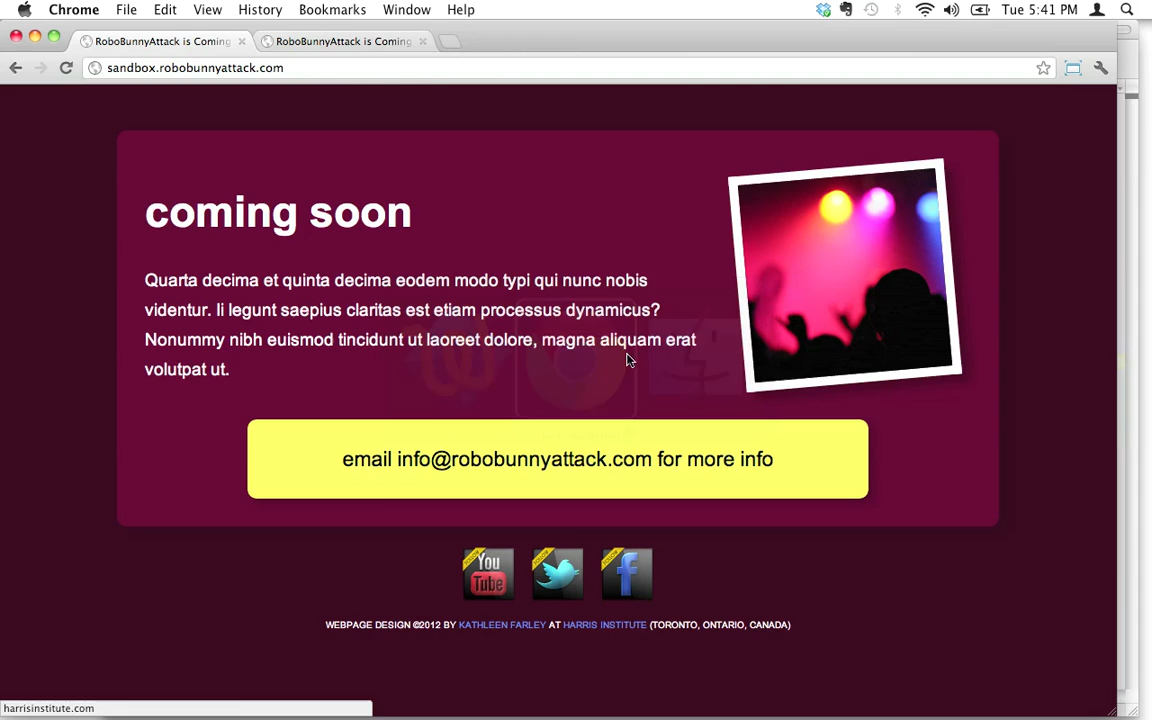 Chrome File Edit View History Bookmarks Window Help Tue 5:41 PM
RoboBunnyAttack is Coming RoboBunnyAttack is Coming
sandbox.robobunnyattack.com
coming soon
Quarta decima et quinta decima eodem modo typi qui nunc nobis
videntur. Ii legunt saepius claritas est etiam processus dynamicus?
Nonummy nibh euismod tincidunt ut laoreet dolore, magna aliquam erat
volutpat ut.
email info@robobunnyattack.com for more info
You
Tube
WEBPAGE DESIGN ©2012 BY KATHLEEN FARLEY AT HARRIS INSTITUTE (TORONTO, ONTARIO, CANADA)
harrisinstitute.com